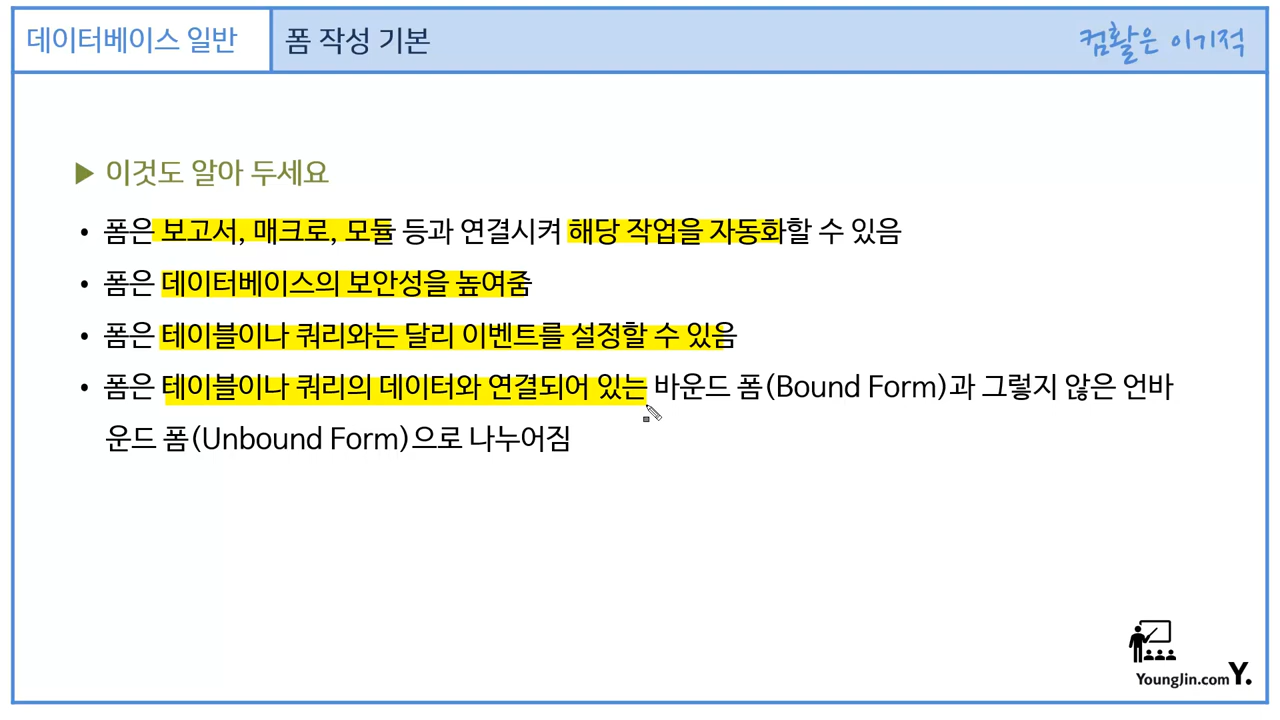 데이터베이스 일반
폼 작성 기본
컴활은 이기적
▶ 이것도 알아 두세요
• 폼은 보고서, 매크로, 모듈 등과 연결시켜 해당 작업을 자동화할 수 있음
• 폼은 데이터베이스의 보안성을 높여줌
• 폼은 테이블이나 쿼리와는 달리 이벤트를 설정할 수 있음
• 폼은 테이블이나 쿼리의 데이터와 연결되어 있는 바운드 폼(Bound Form)과 그렇지 않은 언바
운드 폼(Unbound Form)으로 나누어짐
YoungJin.com Y.